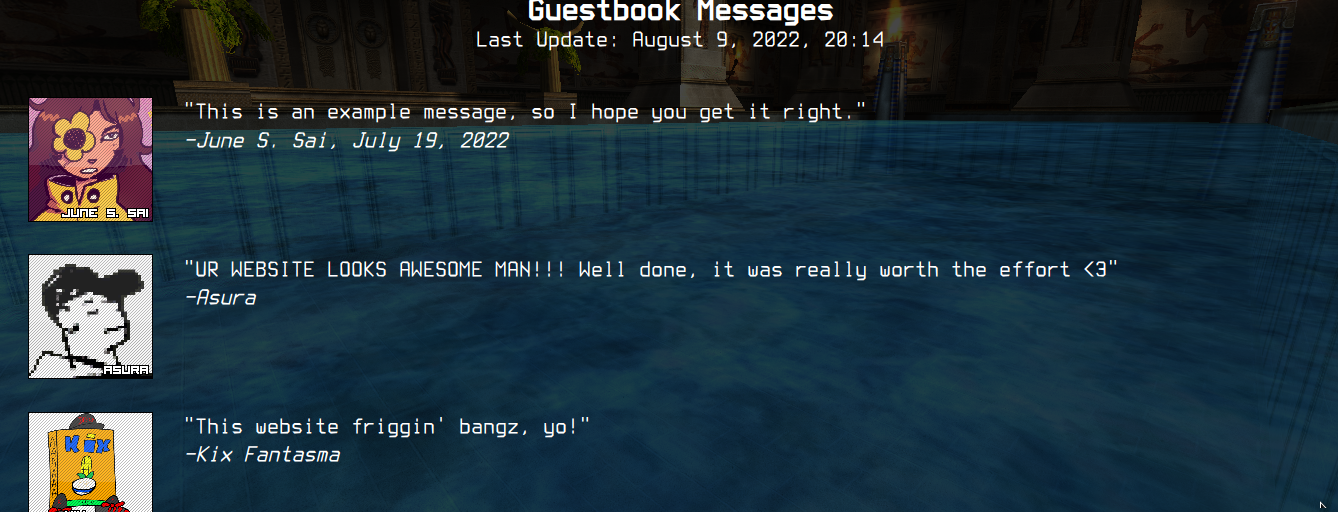 Guestbook Messages
Last Update: August 9, 2022, 20:14
"This is an example message, so I hope you get it right."
-June S. Sai, July 19, 2022
JUNE S. SAI
"UR WEBSITE LOOKS AWESOME MAN!!! Well done, it was really worth the effort <3"
-Asura
ASURA
"This website friggin' bangz, yo!"
-Kix Fantasma
Kix